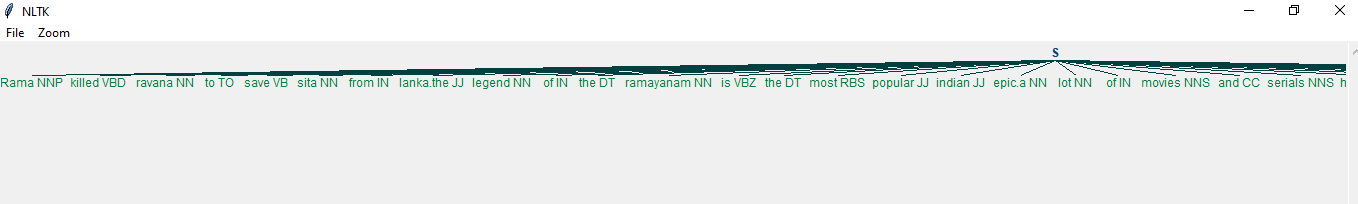 NLTK
File Zoom
S
Rama NNP killed VBD ravana NN to TO save VB sita NN from IN lanka.the JJ legend NN of IN the DT ramayanam NN is VBZ the DT most RBS popular JJ indian JJ epic.a NN lot NN of IN movies NNS and CC serials NNS h